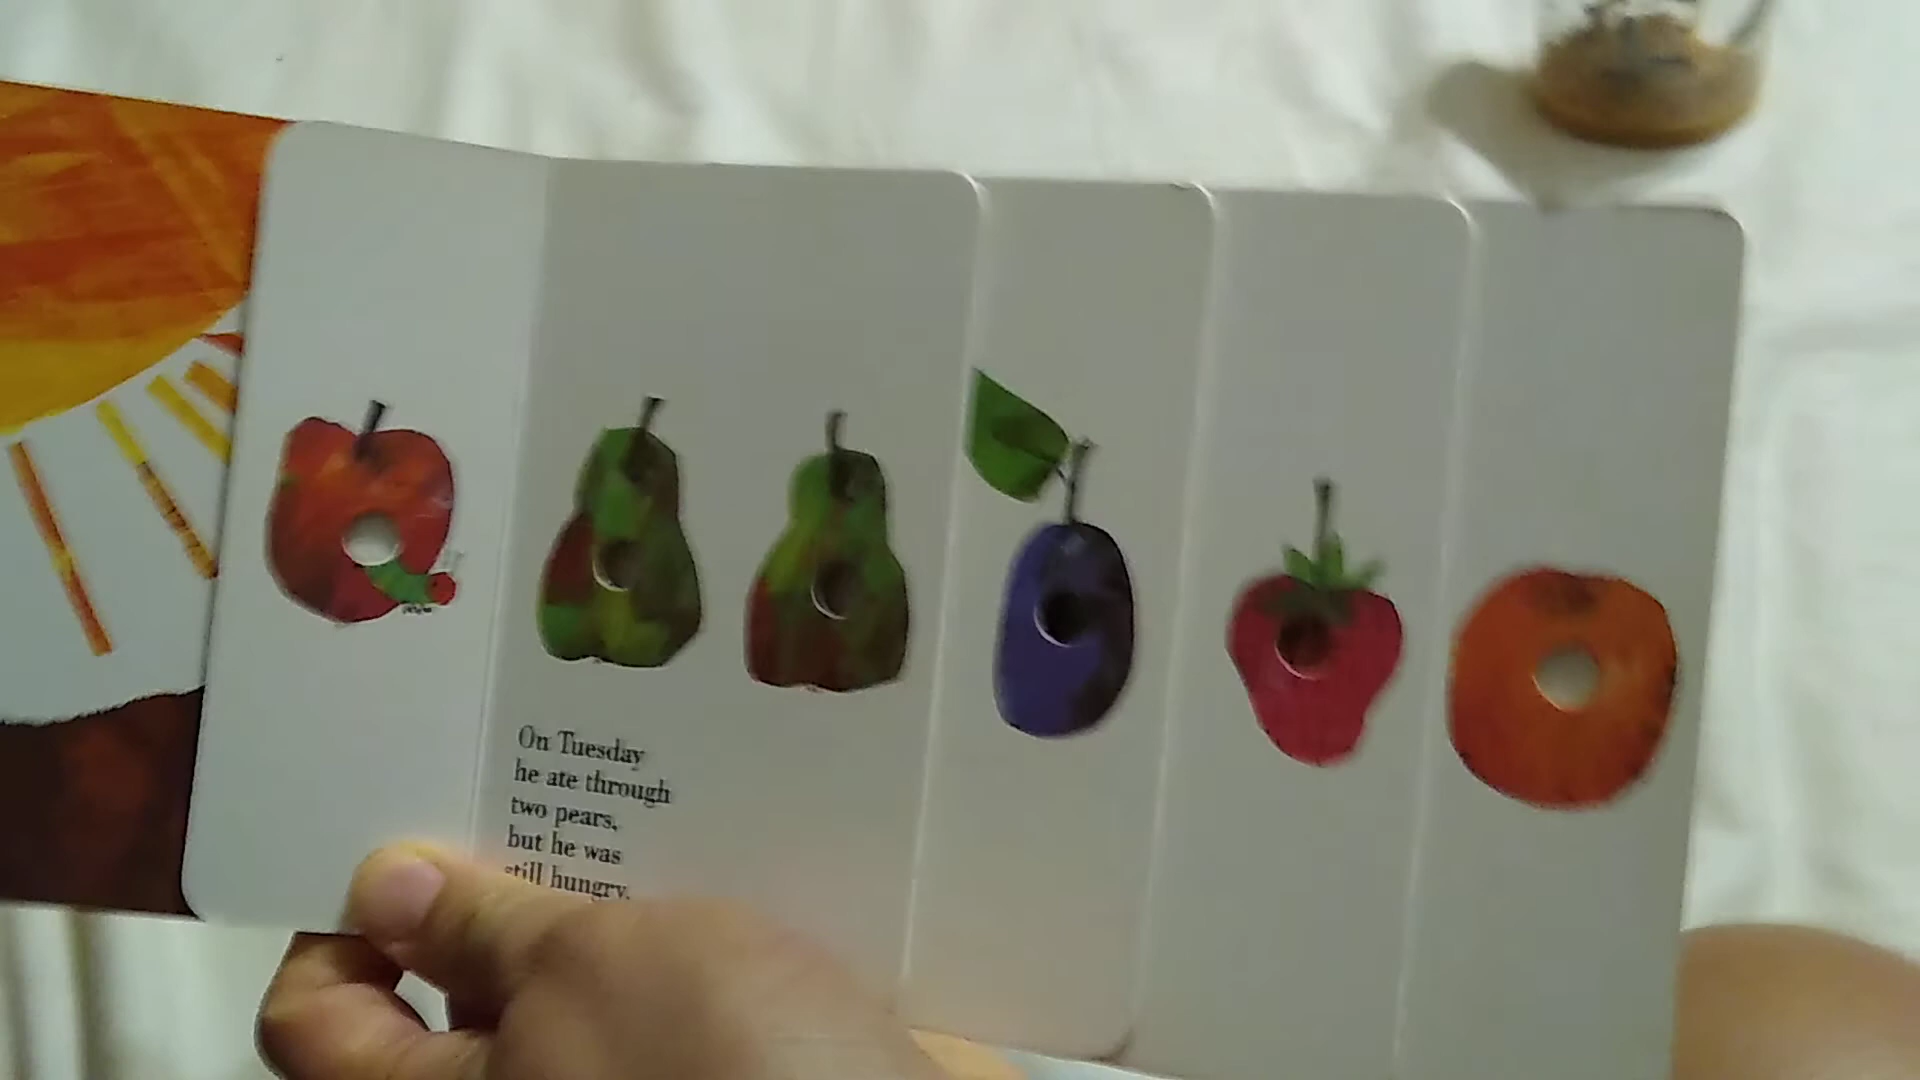 On Tuesday
he ate through
two pears,
but he was
still hungry.